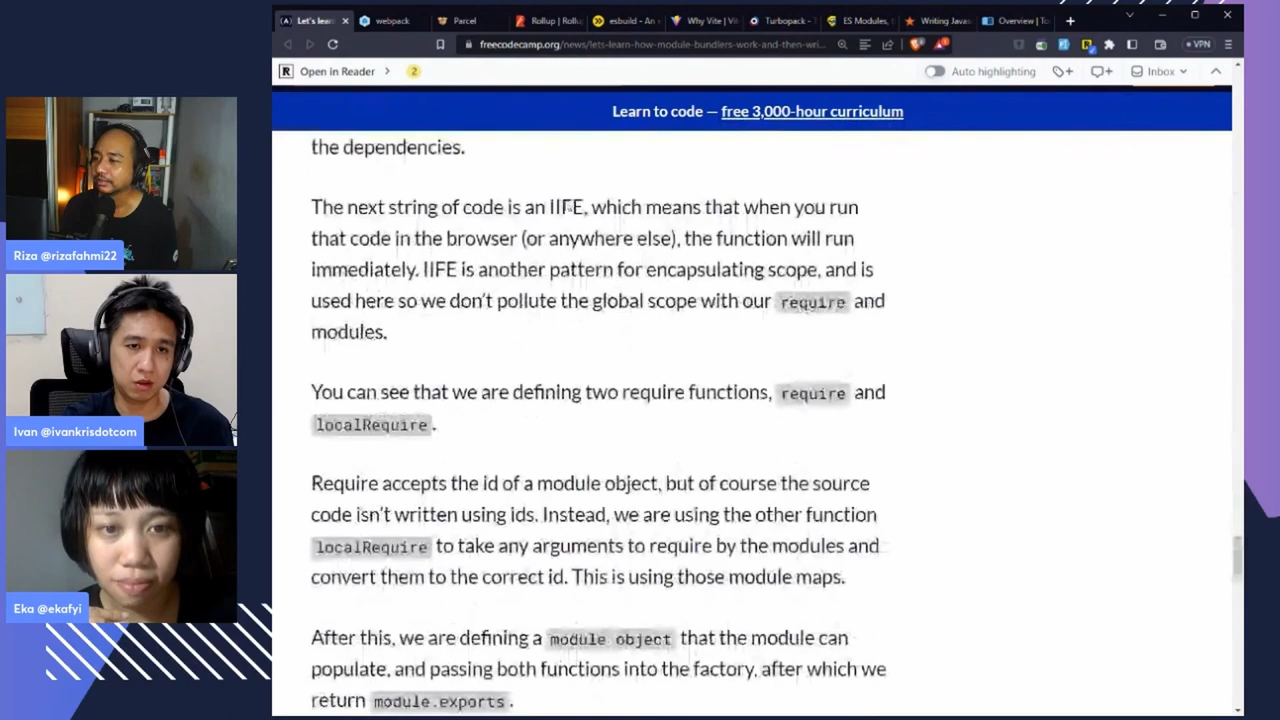 Let's lear
webpack
Parcel
Rollup | Roll
esbuild - An e
Why Vite | Vi
Turbopack - T
ES Modules,
Writing Javas
Overview | To
freecodecamp.org/news/lets-learn-how-module-bundlers-work-and-then-wri...
VPN
Open in Reader
2
Auto highlighting
Inbox
Learn to code — free 3,000-hour curriculum
the dependencies.
The next string of code is an IIFE, which means that when you run
that code in the browser (or anywhere else), the function will run
immediately. IIFE is another pattern for encapsulating scope, and is
used here so we don't pollute the global scope with our require and
modules.
You can see that we are defining two require functions, require and
localRequire.
Require accepts the id of a module object, but of course the source
code isn't written using ids. Instead, we are using the other function
localRequire to take any arguments to require by the modules and
convert them to the correct id. This is using those module maps.
After this, we are defining a module object that the module can
populate, and passing both functions into the factory, after which we
return module.exports.
Riza @rizafahmi22
Ivan @ivankrisdotcom
Eka @ekafyi